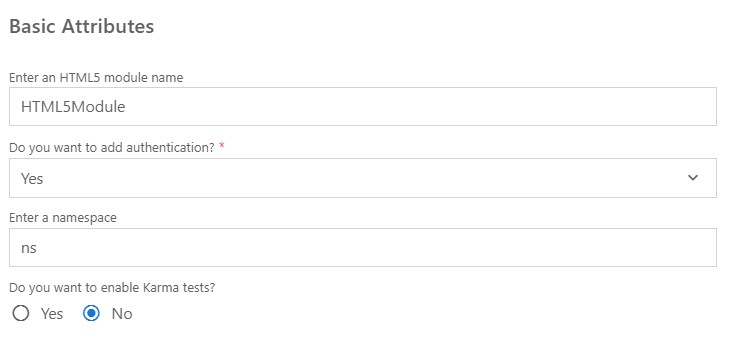 Basic Attributes
Enter an HTML5 module name
HTML5Module
Do you want to add authentication? *
Yes
Enter a namespace
ns
Do you want to enable Karma tests?
Yes No